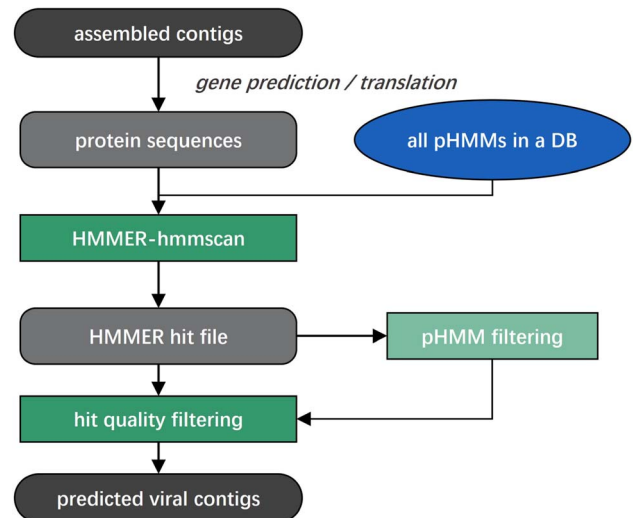 assembled contigs
gene prediction / translation
protein sequences
all pHMMs in a DB
HMMER-hmmscan
HMMER hit file
pHMM filtering
hit quality filtering
predicted viral contigs